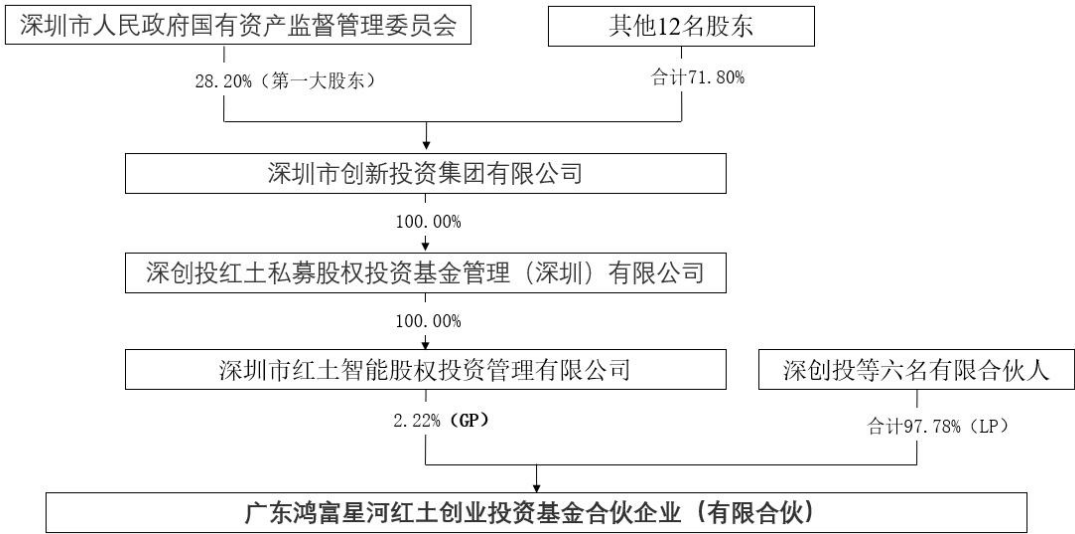 深圳市人民政府国有资产监督管理委员会
其他12名股东
28.20%（第一大股东）
合计71.80%
深圳市创新投资集团有限公司
100.00%
深创投红土私募股权投资基金管理（深圳）有限公司
100.00%
深圳市红土智能股权投资管理有限公司
深创投等六名有限合伙人
2.22%（GP）
合计97.78%（LP）
广东鸿富星河红土创业投资基金合伙企业（有限合伙）